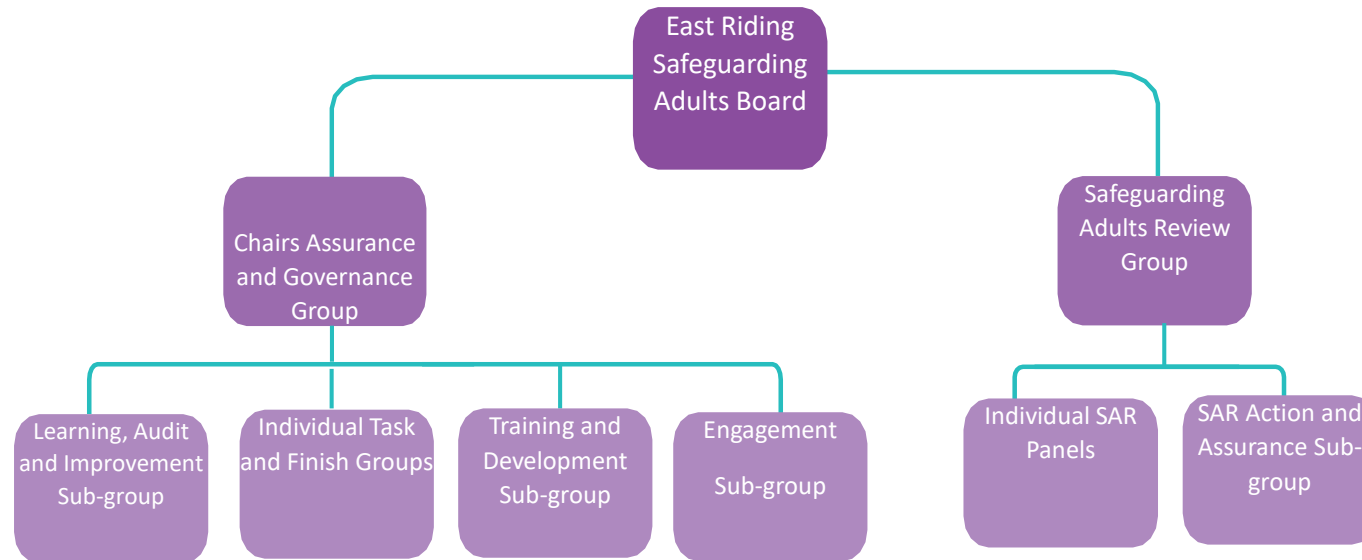 East Riding
Safeguarding
Adults Board
Chairs Assurance
and Governance
Group
Safeguarding
Adults Review
Group
Learning, Audit
and Improvement
Sub-group
Individual Task
and Finish Groups
Training and
Development
Sub-group
Engagement
Sub-group
Individual SAR
Panels
SAR Action and
Assurance Sub-
group